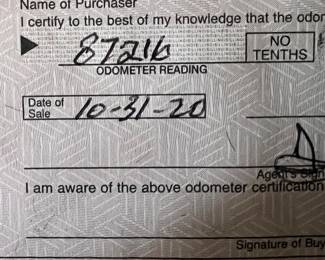 Name of Purchaser
I certify to the best of my knowledge that the odor
87216
NO
TENTHS
ODOMETER READING
Date of
Sale
10-31-20
Agent's Sign
I am aware of the above odometer certification
Signature of Buy